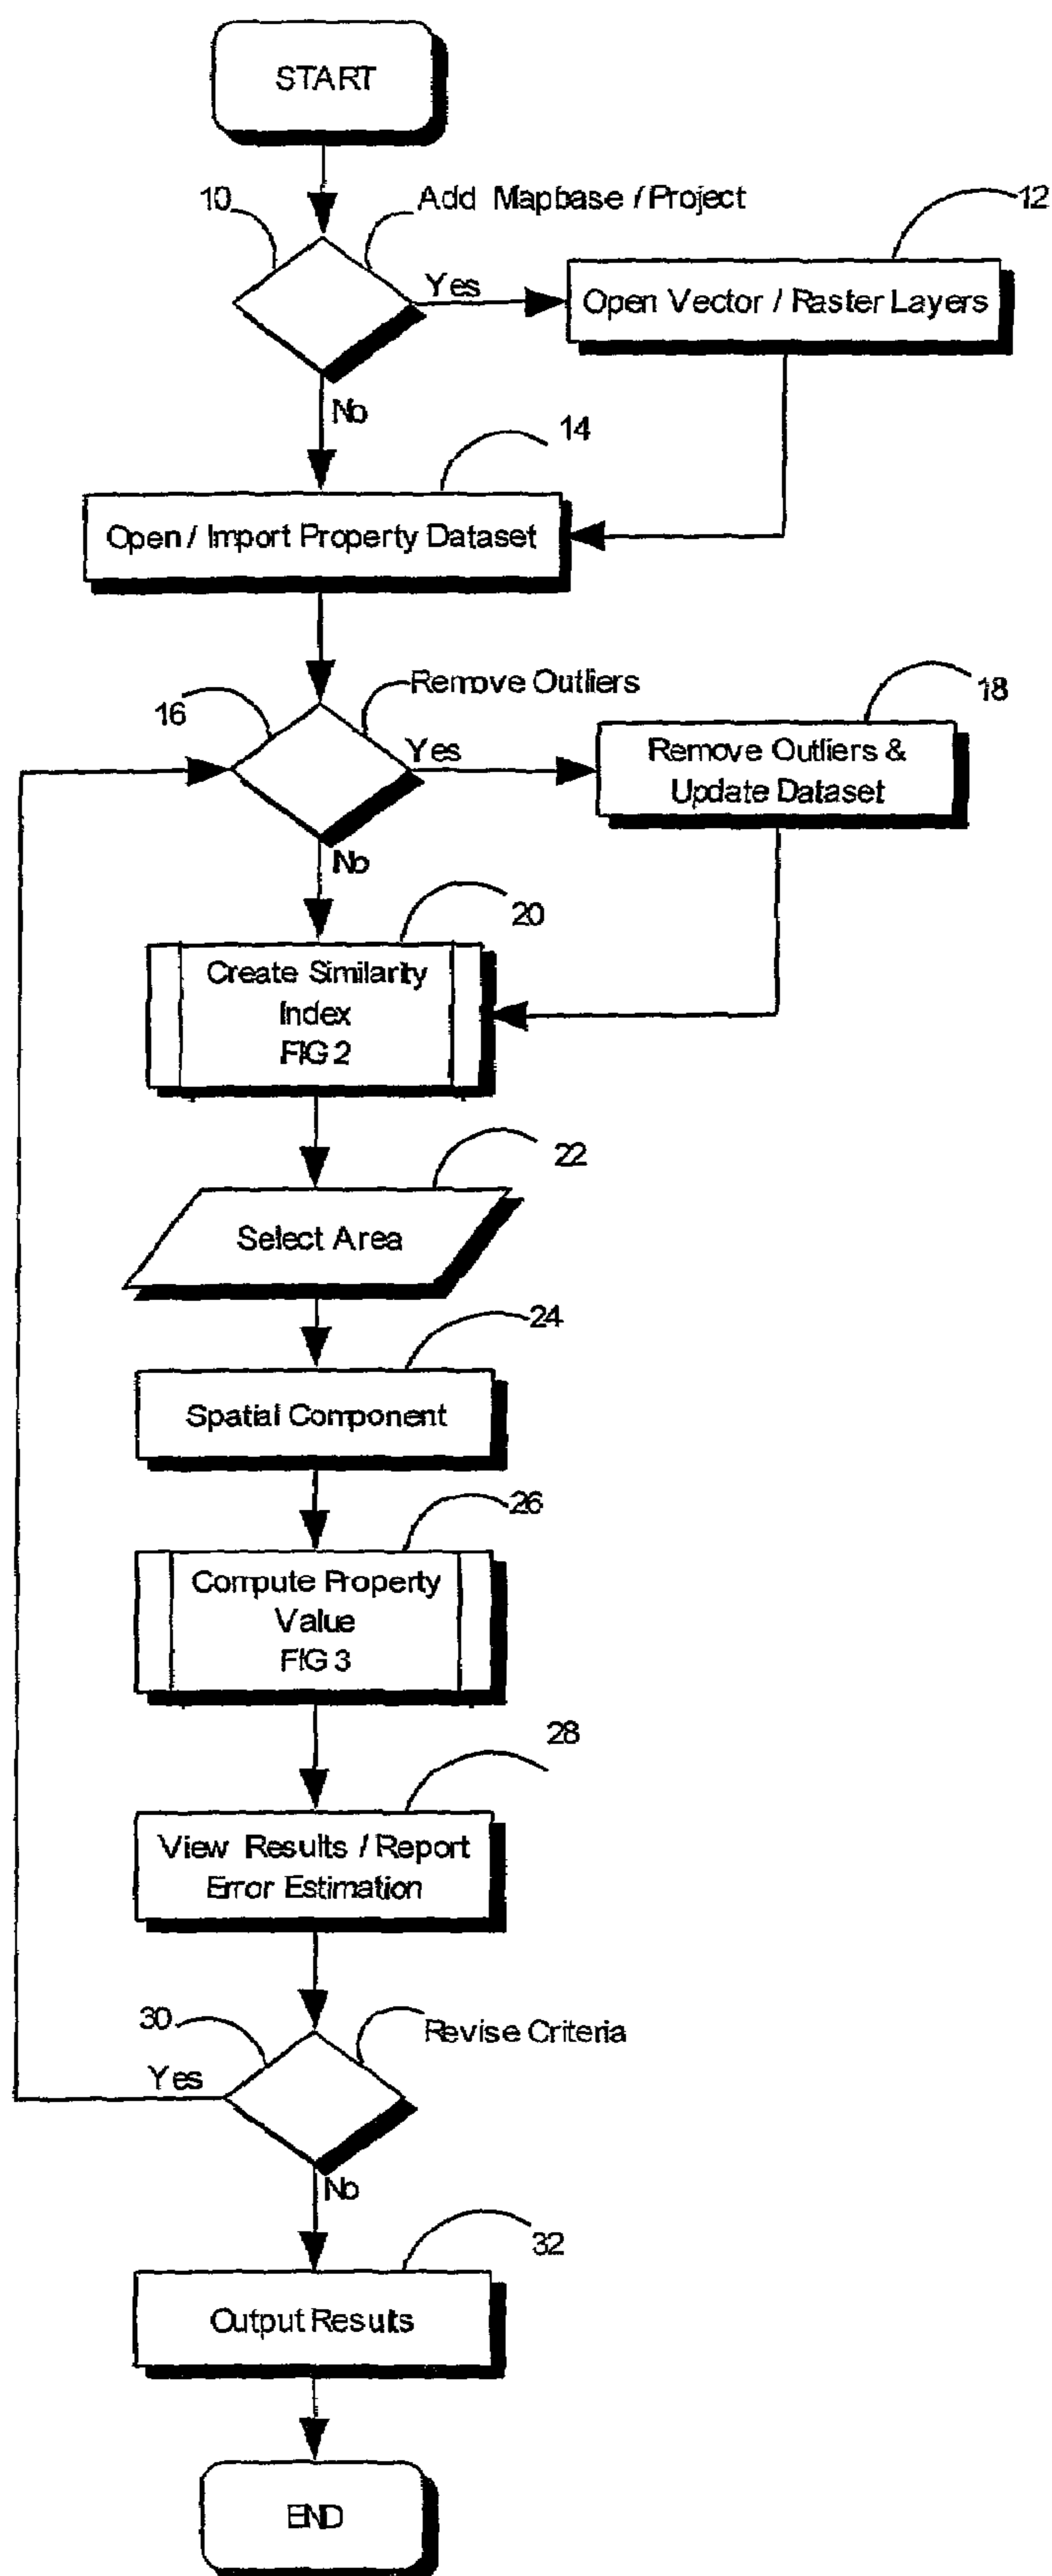 START
10
Add Mapbase / Project
12
Yes
Open Vector / Raster Layers
No
14
Open / Import Property Dataset
16
Remove Outliers
18
Yes
Remove Outliers &
Update Dataset
No
20
Create Similarity
Index
FIG 2
22
Select Area
24
Spatial Component
26
Compute Property
Value
FIG 3
28
View Results / Report
Error Estimation
30
Revise Criteria
Yes
No
32
Output Results
END